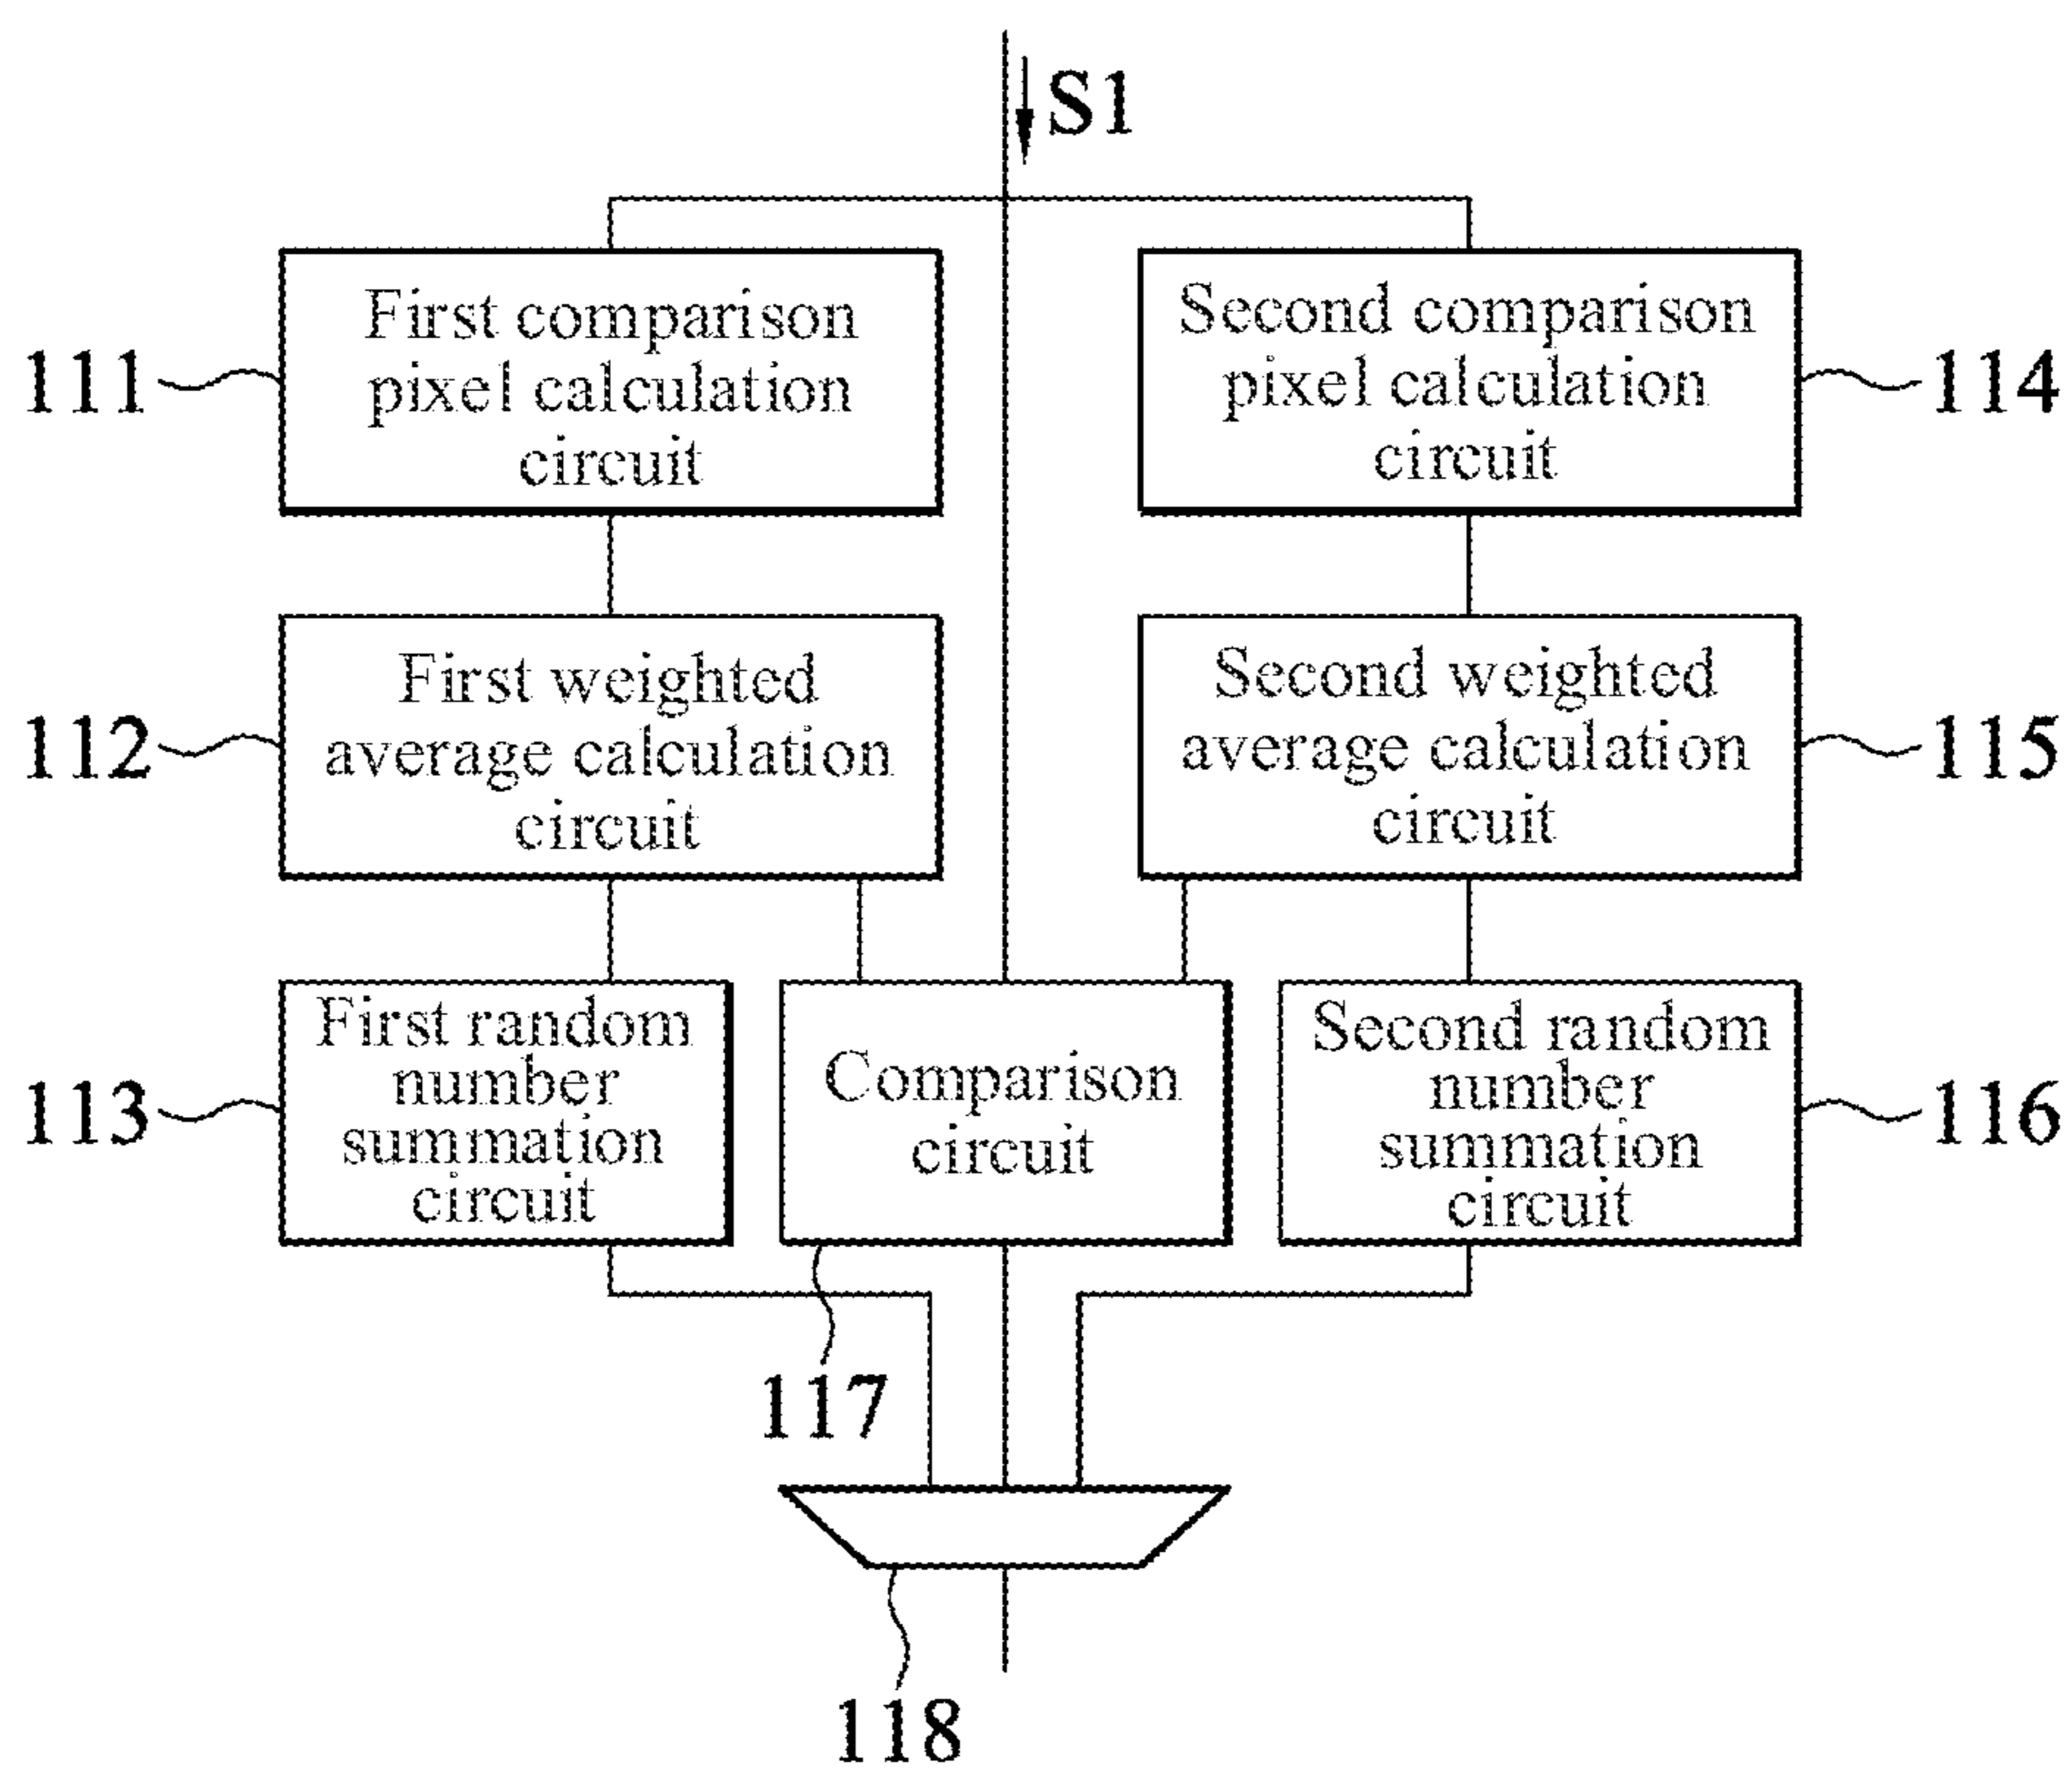 S1
First comparison
pixel calculation
circuit
111
Second comparison
pixel calculation
circuit
114
First weighted
average calculation
circuit
112
Second weighted
average calculation
circuit
115
First random
number
summation
circuit
113
Comparison
circuit
117
Second random
number
summation
circuit
116
118